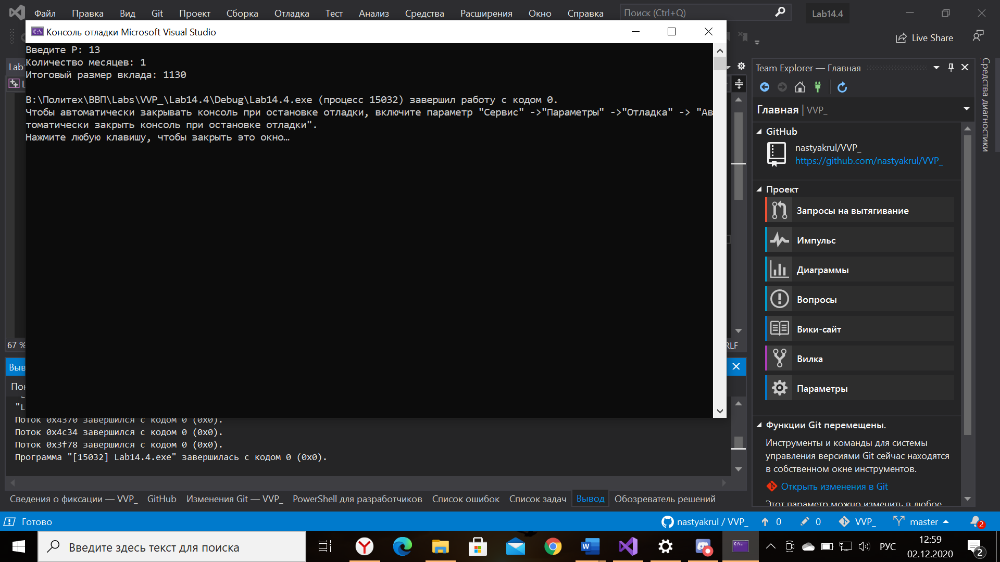 Файл Правка Вид Git Проект Сборка Отладка Тест Анализ Средства Расширения Окно Справка Поиск (Ctrl+Q) Lab14.4
Live Share
Консоль отладки Microsoft Visual Studio
Введите P: 13
Количество месяцев: 1
Итоговый размер вклада: 1130
B:\Политех\ВВП\Labs\VVP_\Lab14.4\Debug\Lab14.4.exe (процесс 15032) завершил работу с кодом 0.
Чтобы автоматически закрывать консоль при остановке отладки, включите параметр "Сервис" ->"Параметры" ->"Отладка" -> "Ав
томатически закрыть консоль при остановке отладки".
Нажмите любую клавишу, чтобы закрыть это окно…
Lab
67 %
RLF
Выв
Пок
"L
Поток 0x4370 завершился с кодом 0 (0x0).
Поток 0x4c34 завершился с кодом 0 (0x0).
Поток 0x3f78 завершился с кодом 0 (0x0).
Программа "[15032] Lab14.4.exe" завершилась с кодом 0 (0x0).
Team Explorer — Главная
Главная | VVP_
GitHub
nastyakrul/VVP_
https://github.com/nastyakrul/VVP_
Проект
Запросы на вытягивание
Импульс
Диаграммы
Вопросы
Вики-сайт
Вилка
Параметры
Функции Git перемещены.
Инструменты и команды для системы
управления версиями Git сейчас находятся
в собственном окне инструментов.
Открыть изменения в Git
Этот параметр можно изменить в любое
Средства диагностики
Сведения о фиксации — VVP_ GitHub Изменения Git — VVP_ PowerShell для разработчиков Список ошибок Список задач Вывод Обозреватель решений
Готово
nastyakrul / VVP_ 0 0 VVP_ master 2
Введите здесь текст для поиска
РУС
12:59
02.12.2020
2